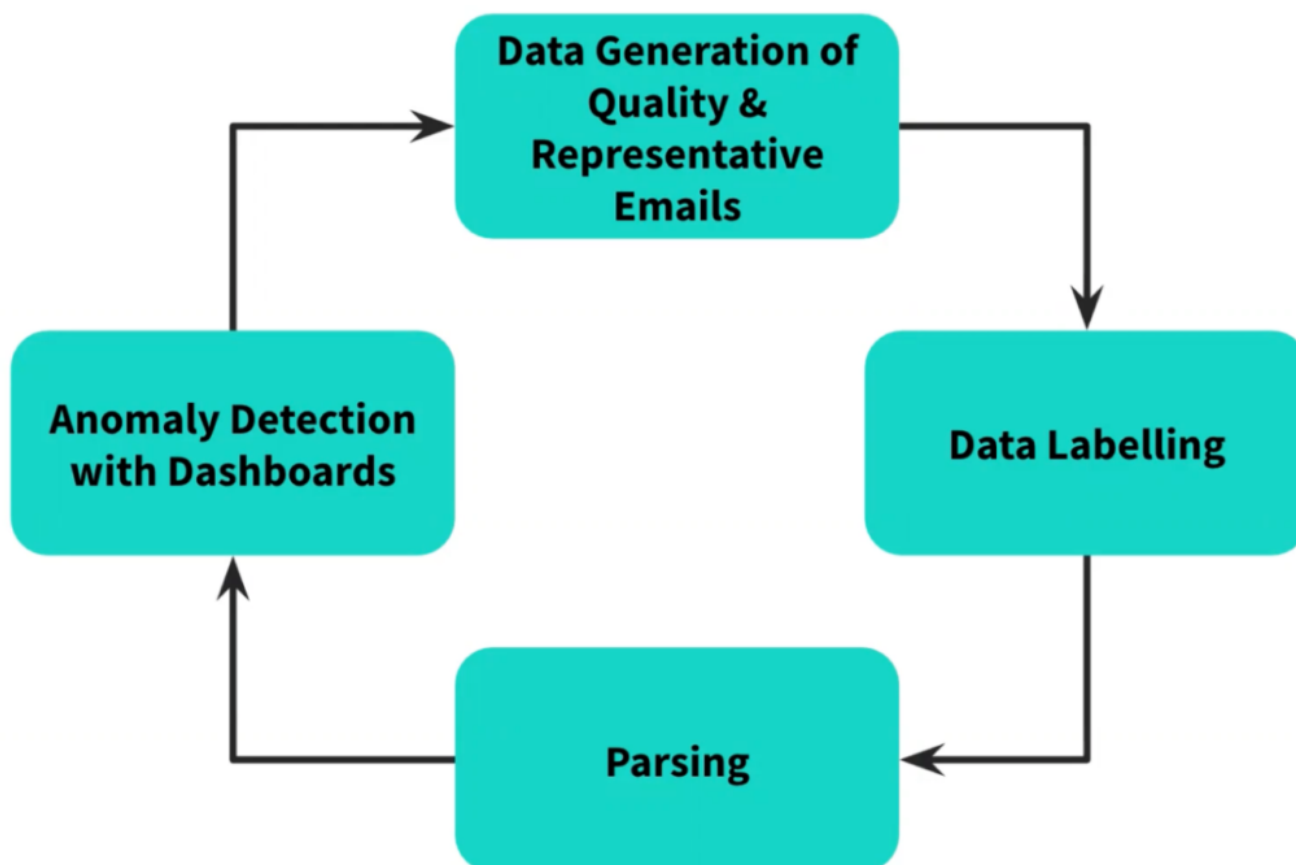 Data Generation of
Quality &
Representative
Emails
Anomaly Detection
with Dashboards
Data Labelling
Parsing